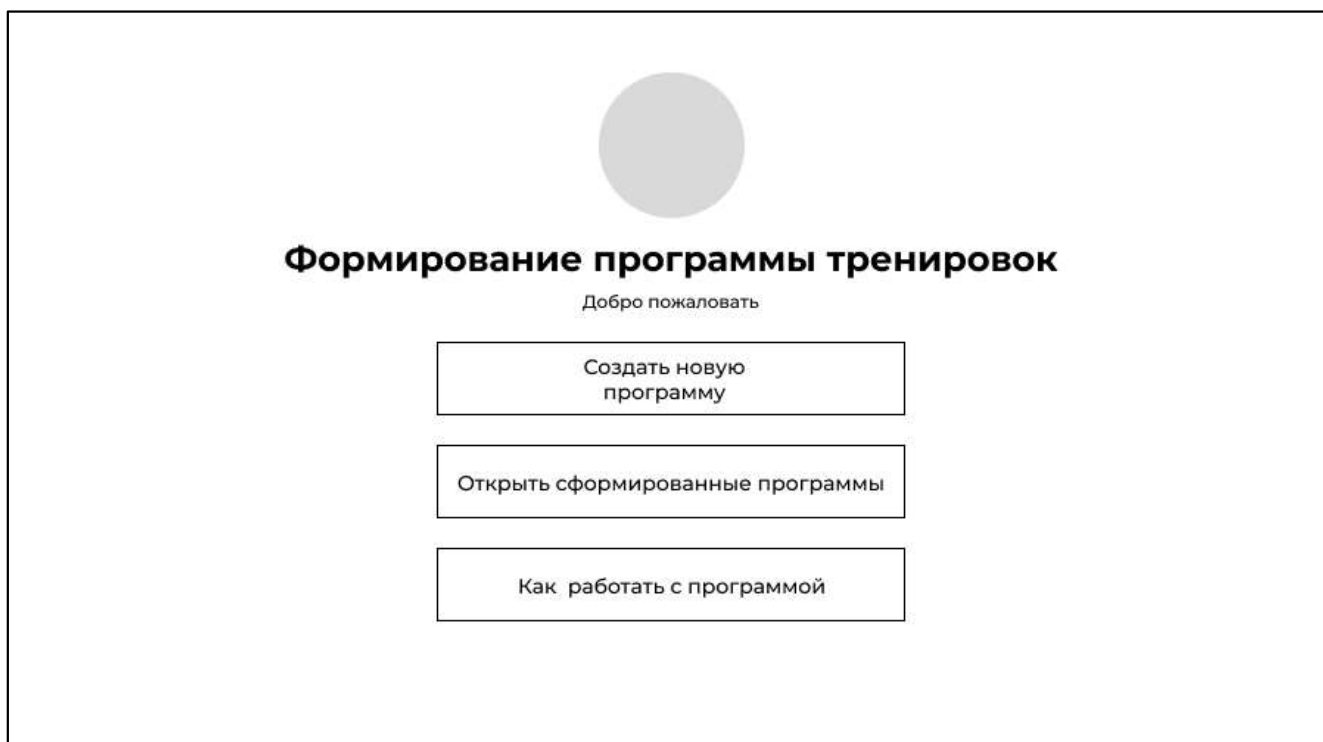 Формирование программы тренировок
Добро пожаловать
Создать новую
программу
Открыть сформированные программы
Как работать с программой